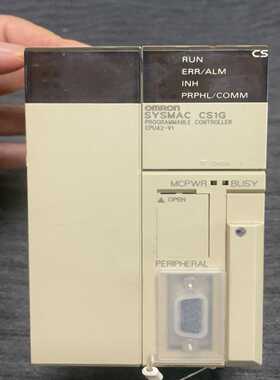 CS
RUN
ERR/ALM
INH
PRPHL/COMM
OMRON
SYSMAC CS1G
PROGRAMMABLE CONTROLLER
CPU42-V1
MCPWR BUSY
OPEN
PERIPHERAL